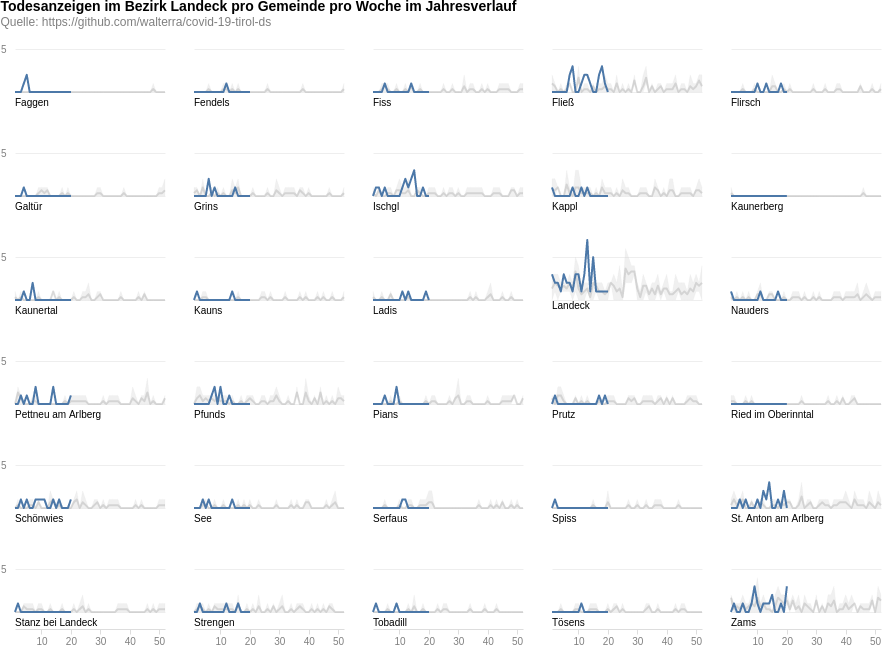 Todesanzeigen im Bezirk Landeck pro Gemeinde pro Woche im Jahresverlauf
Quelle: https://github.com/walterra/covid-19-tirol-ds
5
Faggen Fendels Fiss Fließ Flirsch
5
Galtür Grins Ischgl Kappl Kaunerberg
5
Kaunertal Kauns Ladis Landeck Nauders
5
Pettneu am Arlberg Pfunds Pians Prutz Ried im Oberinntal
5
Schönwies See Serfaus Spiss St. Anton am Arlberg
5
Stanz bei Landeck Strengen Tobadill Tösens Zams
10 20 30 40 50 10 20 30 40 50 10 20 30 40 50 10 20 30 40 50 10 20 30 40 50